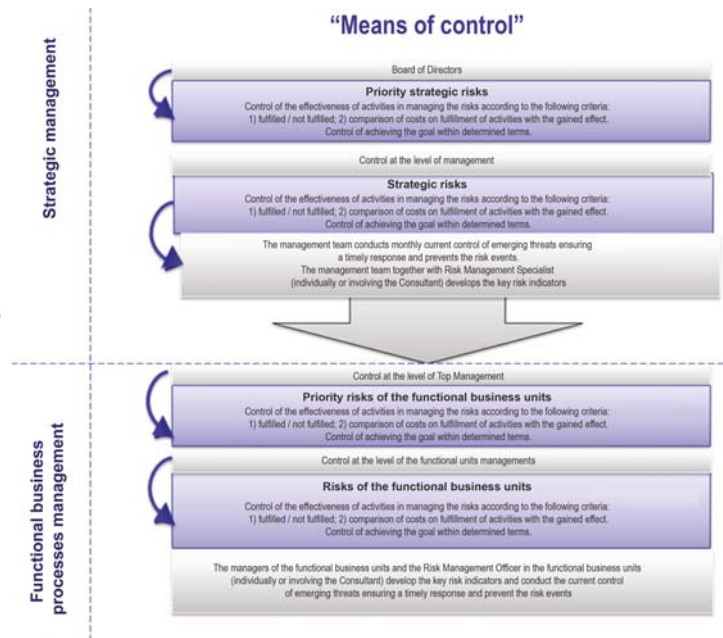 “Means of control”
Strategic management
Board of Directors
Priority strategic risks
Control of the effectiveness of activities in managing the risks according to the following criteria:
1) fulfilled / not fulfilled; 2) comparison of costs on fulfillment of activities with the gained effect.
Control of achieving the goal within determined terms.
Control at the level of management
Strategic risks
Control of the effectiveness of activities in managing the risks according to the following criteria:
1) fulfilled / not fulfilled; 2) comparison of costs on fulfillment of activities with the gained effect.
Control of achieving the goal within determined terms.
The management team conducts monthly current control of emerging threats ensuring
a timely response and prevents the risk events.
The management team together with Risk Management Specialist
(individually or involving the Consultant) develops the key risk indicators
Functional business
processes management
Control at the level of Top Management
Priority risks of the functional business units
Control of the effectiveness of activities in managing the risks according to the following criteria:
1) fulfilled / not fulfilled; 2) comparison of costs on fulfillment of activities with the gained effect.
Control of achieving the goal within determined terms.
Control at the level of the functional units managements
Risks of the functional business units
Control of the effectiveness of activities in managing the risks according to the following criteria:
1) fulfilled / not fulfilled; 2) comparison of costs on fulfillment of activities with the gained effect.
Control of achieving the goal within determined terms.
The managers of the functional business units and the Risk Management Officer in the functional business units
(individually or involving the Consultant) develop the key risk indicators and conduct the current control
of emerging threats ensuring a timely response and prevent the risk events